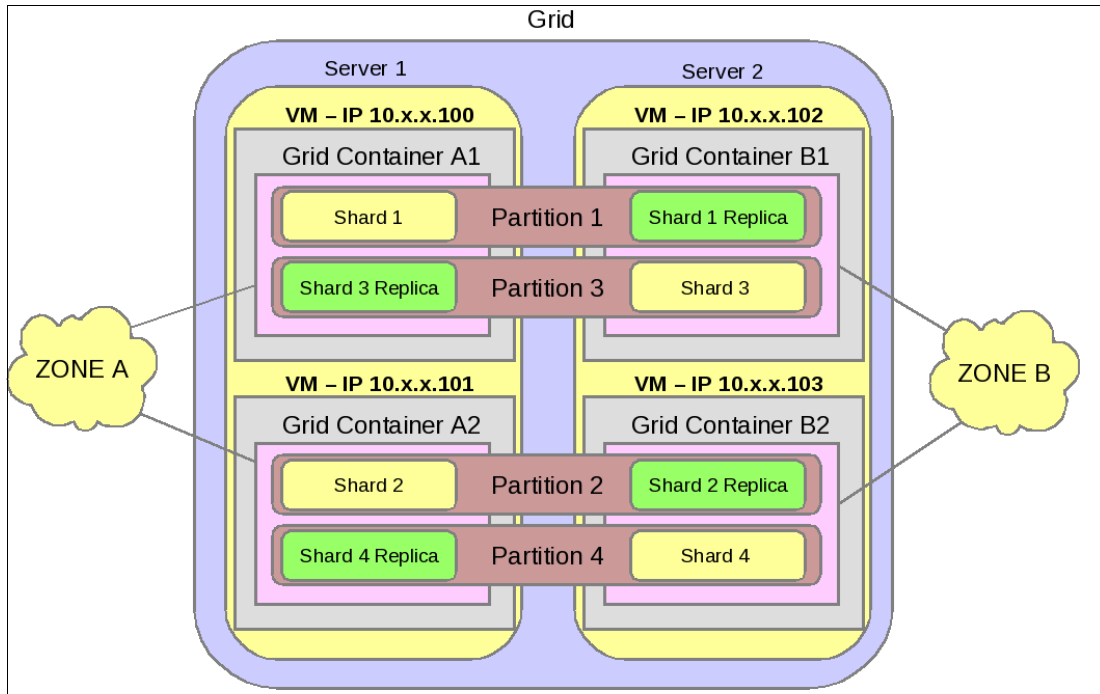 Grid
Server 1
Server 2
VM – IP 10.x.x.100
VM – IP 10.x.x.102
Grid Container A1
Grid Container B1
Shard 1
Partition 1
Shard 1 Replica
Shard 3 Replica
Partition 3
Shard 3
ZONE A
ZONE B
VM – IP 10.x.x.101
VM – IP 10.x.x.103
Grid Container A2
Grid Container B2
Shard 2
Partition 2
Shard 2 Replica
Shard 4 Replica
Partition 4
Shard 4